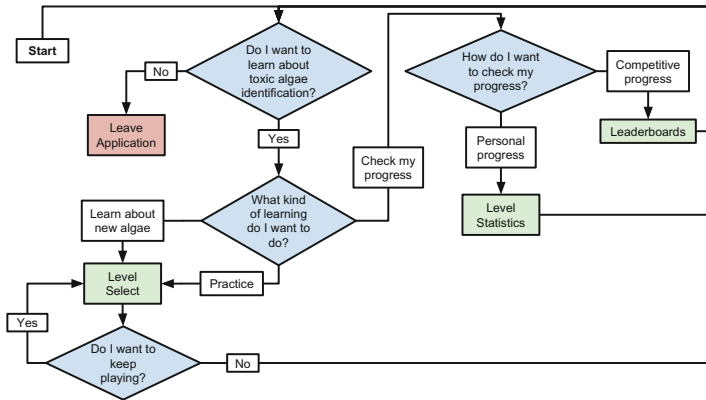 Start
Do I want to
learn about
toxic algae
identification?
No
Leave
Application
Yes
What kind
of learning
do I want to
do?
Learn about
new algae
Practice
Check my
progress
Level
Select
Yes
Do I want to
keep
playing?
No
How do I want
to check my
progress?
Competitive
progress
Leaderboards
Personal
progress
Level
Statistics